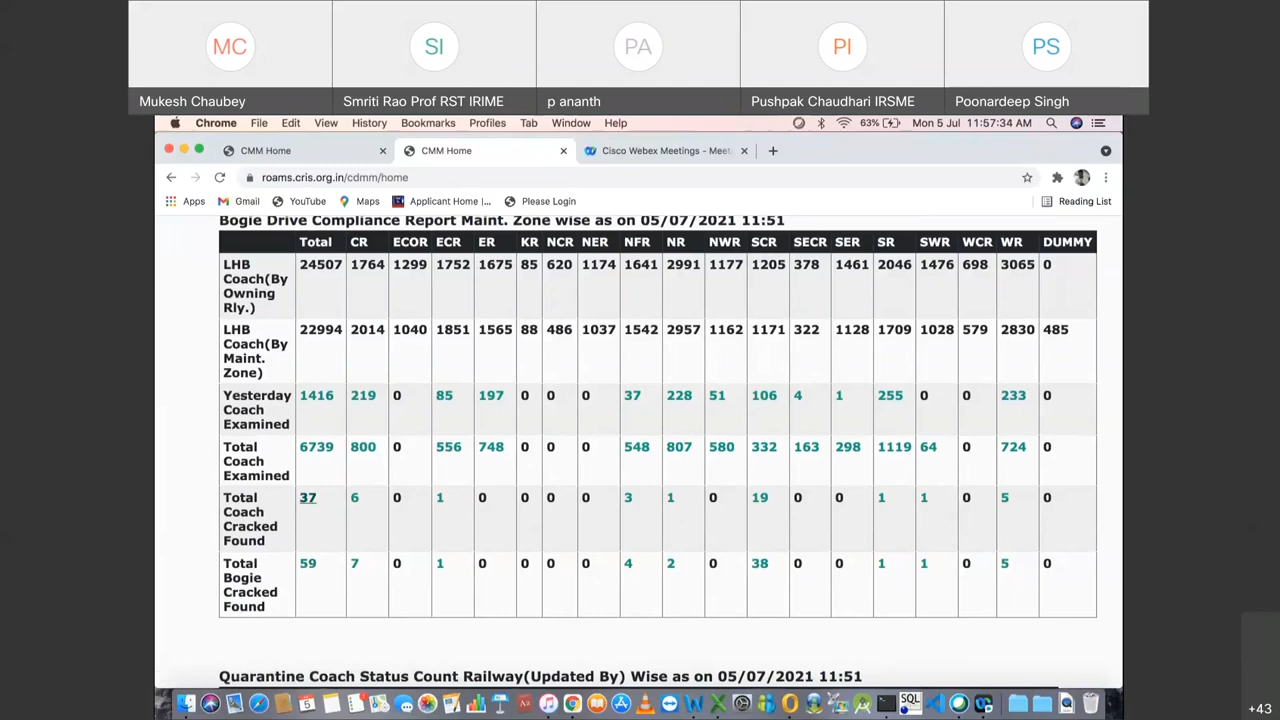 MC SI PA PI PS
Mukesh Chaubey Smriti Rao Prof RST IRIME p ananth Pushpak Chaudhari IRSME Poonardeep Singh
Chrome File Edit View History Bookmarks Profiles Tab Window Help 63% Mon 5 Jul 11:57:34 AM
CMM Home CMM Home Cisco Webex Meetings - Meet
roams.cris.org.in/cdmm/home
Apps Gmail YouTube Maps Applicant Home |... Please Login Reading List
Bogie Drive Compliance Report Maint. Zone wise as on 05/07/2021 11:51
Total CR ECOR ECR ER KR NCR NER NFR NR NWR SCR SECR SER SR SWR WCR WR DUMMY
LHB 24507 1764 1299 1752 1675 85 620 1174 1641 2991 1177 1205 378 1461 2046 1476 698 3065 0
Coach(By
Owning
Rly.)
LHB 22994 2014 1040 1851 1565 88 486 1037 1542 2957 1162 1171 322 1128 1709 1028 579 2830 485
Coach(By
Maint.
Zone)
Yesterday 1416 219 0 85 197 0 0 0 37 228 51 106 4 1 255 0 0 233 0
Coach
Examined
Total 6739 800 0 556 748 0 0 0 548 807 580 332 163 298 1119 64 0 724 0
Coach
Examined
Total 37 6 0 1 0 0 0 0 3 1 0 19 0 0 1 1 0 5 0
Coach
Cracked
Found
Total 59 7 0 1 0 0 0 0 4 2 0 38 0 0 1 1 0 5 0
Bogie
Cracked
Found
Quarantine Coach Status Count Railway(Updated By) Wise as on 05/07/2021 11:51
SQL
+43